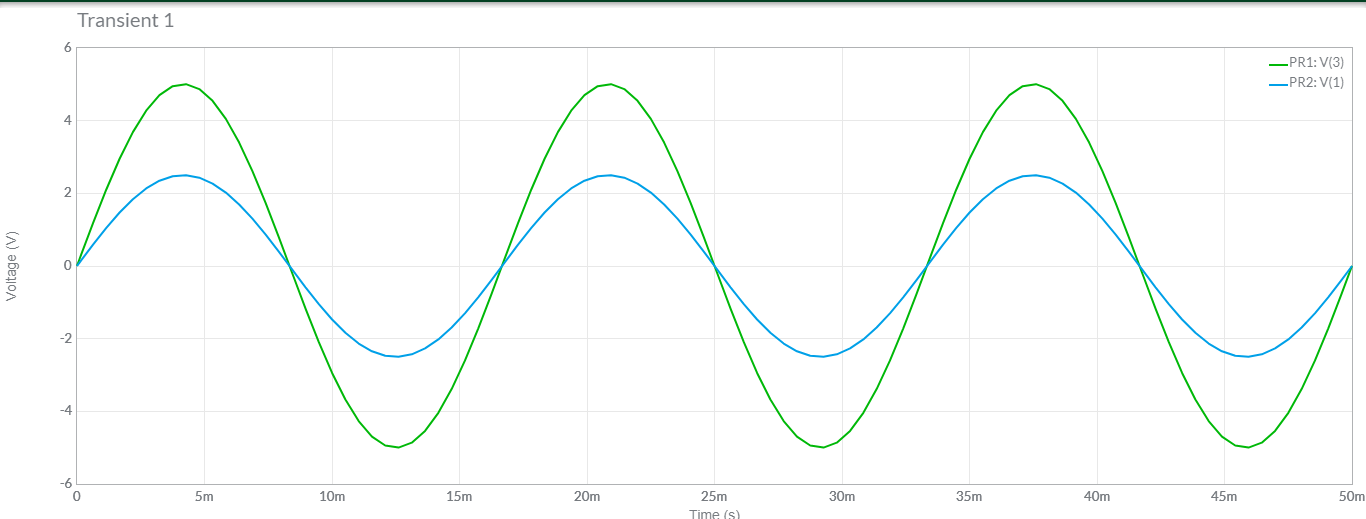 Transient 1
PR1: V(3)
PR2: V(1)
Voltage (V)
6
4
2
0
-2
-4
-6
0 5m 10m 15m 20m 25m 30m 35m 40m 45m 50m
Time (s)